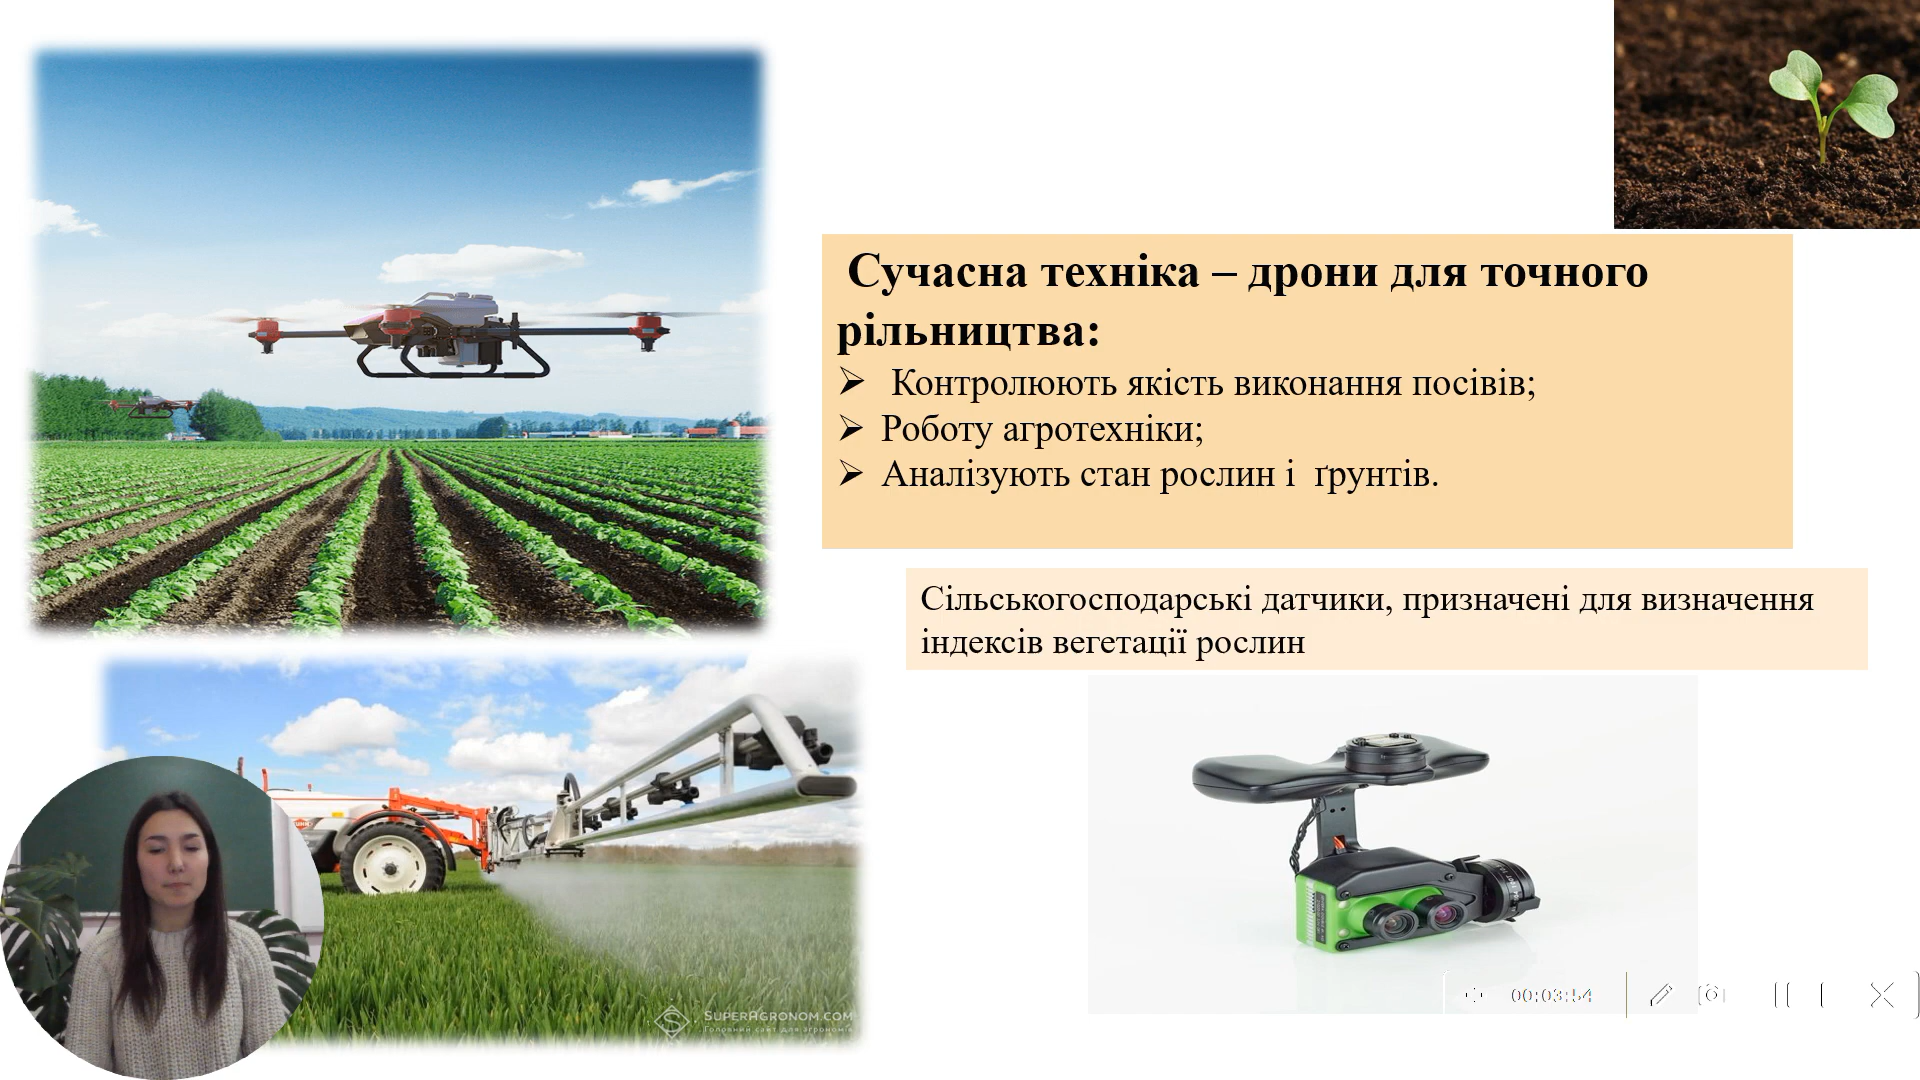 Сучасна техніка – дрони для точного
рільництва:
➢ Контролюють якість виконання посівів;
➢ Роботу агротехніки;
➢ Аналізують стан рослин і ґрунтів.
Сільськогосподарські датчики, призначені для визначення
індексів вегетації рослин
SUPERAGRONOM.COM
Головний сайт для агрономів
00:03:54